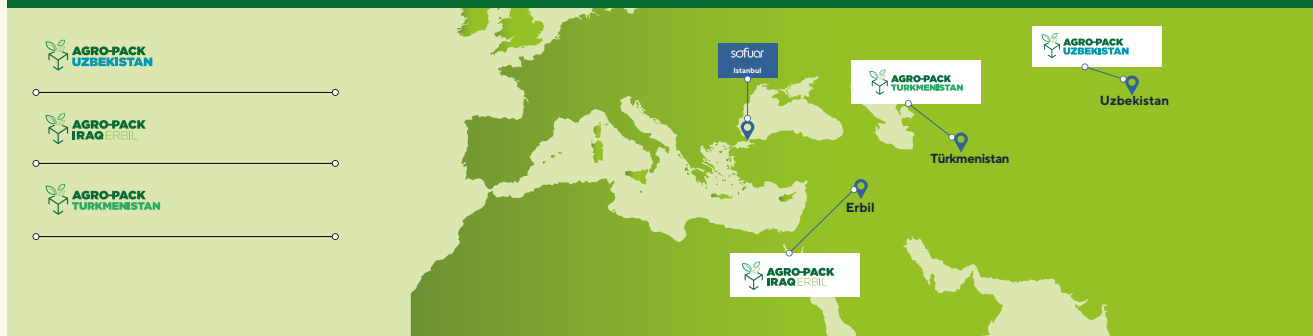 AGRO-PACK
UZBEKISTAN
AGRO-PACK
IRAQ ERBIL
AGRO-PACK
TURKMENISTAN
safuar
Istanbul
AGRO-PACK
TURKMENISTAN
AGRO-PACK
UZBEKISTAN
Uzbekistan
Türkmenistan
Erbil
AGRO-PACK
IRAQ ERBIL